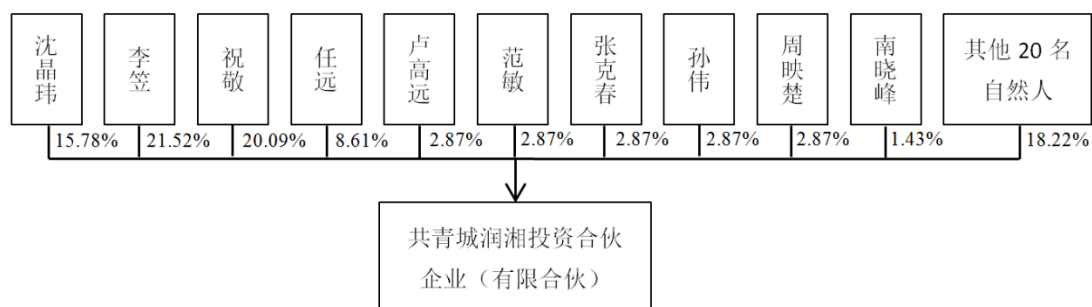 沈晶玮
李笠
祝敬
任远
卢高远
范敏
张克春
孙伟
周映楚
南晓峰
其他 20 名
自然人
15.78%
21.52%
20.09%
8.61%
2.87%
2.87%
2.87%
2.87%
2.87%
1.43%
18.22%
共青城润湘投资合伙
企业（有限合伙）